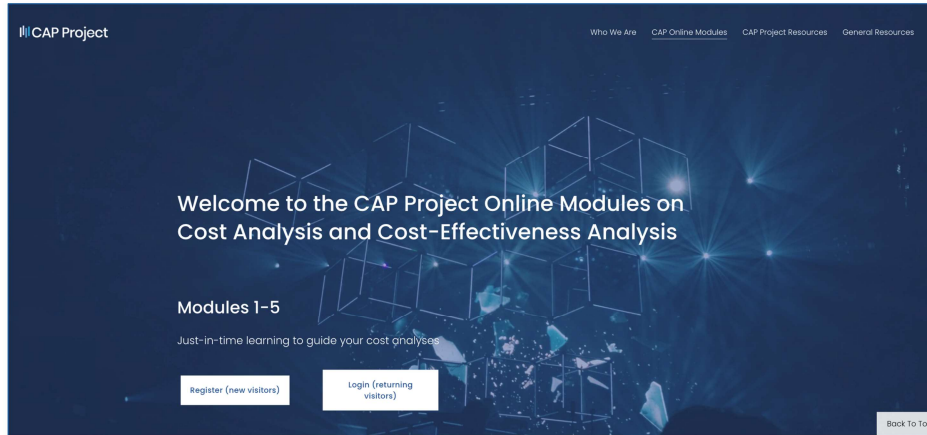 CAP Project
Who We Are CAP Online Modules CAP Project Resources General Resources
Welcome to the CAP Project Online Modules on
Cost Analysis and Cost-Effectiveness Analysis
Modules 1-5
Just-in-time learning to guide your cost analyses
Register (new visitors)
Login (returning
visitors)
Back To To